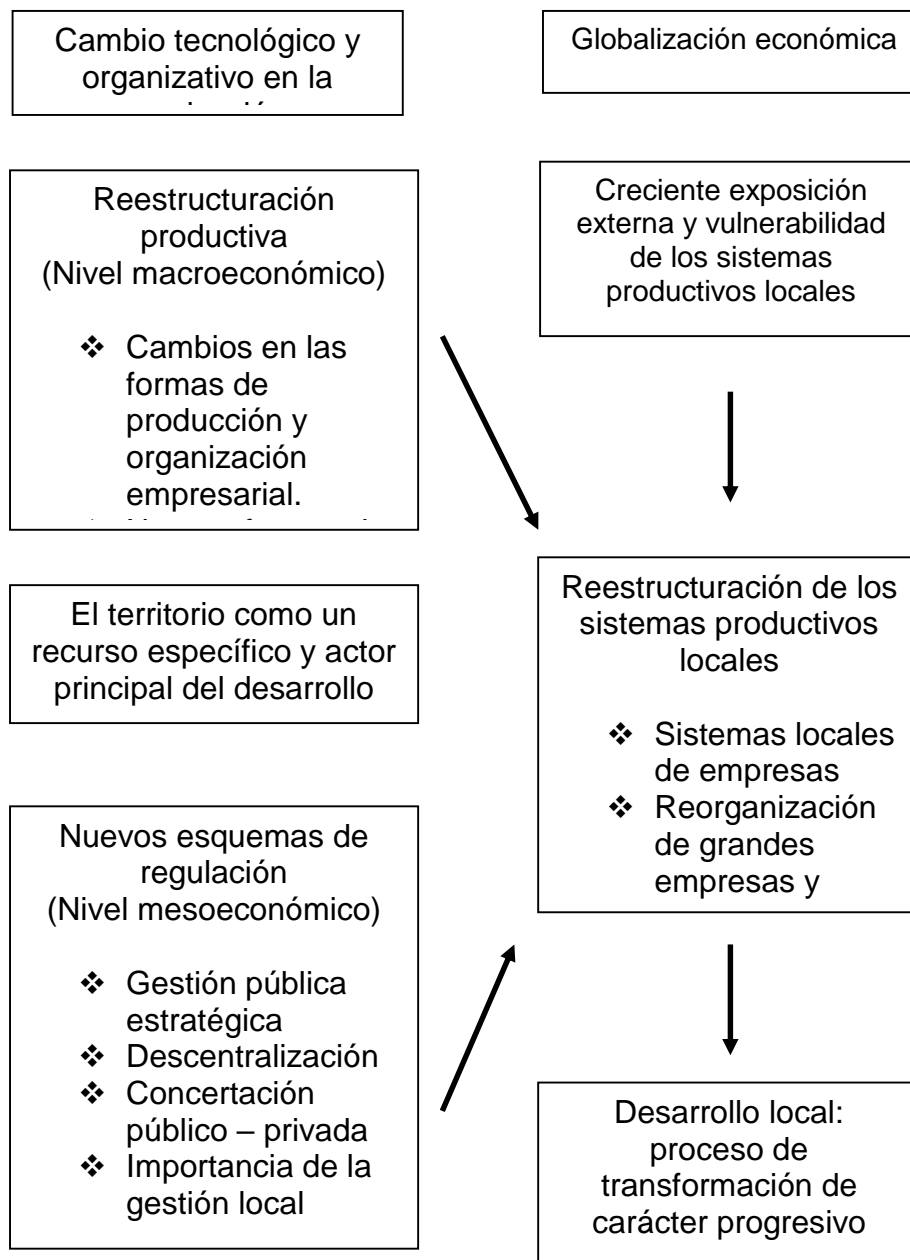 Cambio tecnológico y
organizativo en la
Globalización económica
Reestructuración
productiva
(Nivel macroeconómico)
❖ Cambios en las
formas de
producción y
organización
empresarial.
Creciente exposición
externa y vulnerabilidad
de los sistemas
productivos locales
El territorio como un
recurso específico y actor
principal del desarrollo
Reestructuración de los
sistemas productivos
locales
❖ Sistemas locales
de empresas
❖ Reorganización
de grandes
empresas y
Nuevos esquemas de
regulación
(Nivel mesoeconómico)
❖ Gestión pública
estratégica
❖ Descentralización
❖ Concertación
público – privada
❖ Importancia de la
gestión local
Desarrollo local:
proceso de
transformación de
carácter progresivo